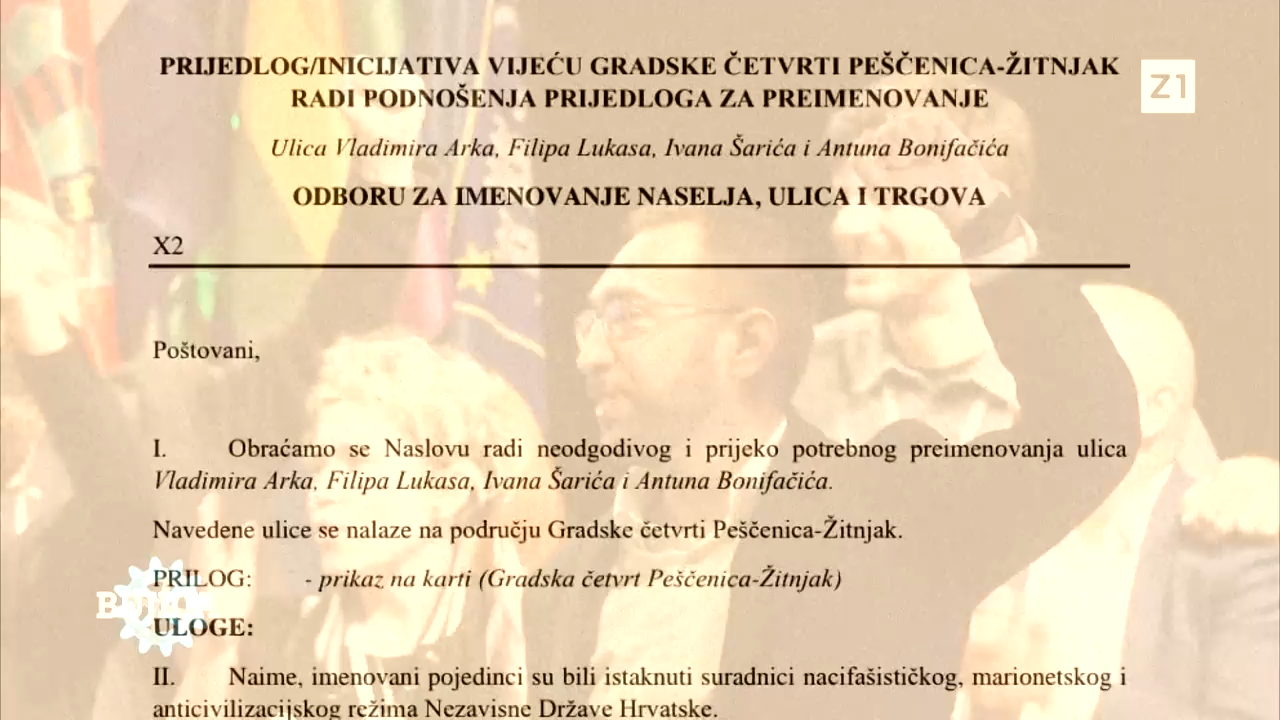 PRIJEDLOG/INICIJATIVA VIJEĆU GRADSKE ČETVRTI PEŠČENICA-ŽITNJAK
RADI PODNOŠENJA PRIJEDLOGA ZA PREIMENOVANJE
Z1
Ulica Vladimira Arka, Filipa Lukasa, Ivana Šarića i Antuna Bonifačića
ODBORU ZA IMENOVANJE NASELJA, ULICA I TRGOVA
X2
Poštovani,
I. Obraćamo se Naslovu radi neodgodivog i prijeko potrebnog preimenovanja ulica
Vladimira Arka, Filipa Lukasa, Ivana Šarića i Antuna Bonifačića.
Navedene ulice se nalaze na području Gradske četvrti Peščenica-Žitnjak.
PRILOG: - prikaz na karti (Gradska četvrt Peščenica-Žitnjak)
ULOGE:
II. Naime, imenovani pojedinci su bili istaknuti suradnici nacifašističkog, marionetskog i
anticivilizacijskog režima Nezavisne Države Hrvatske.